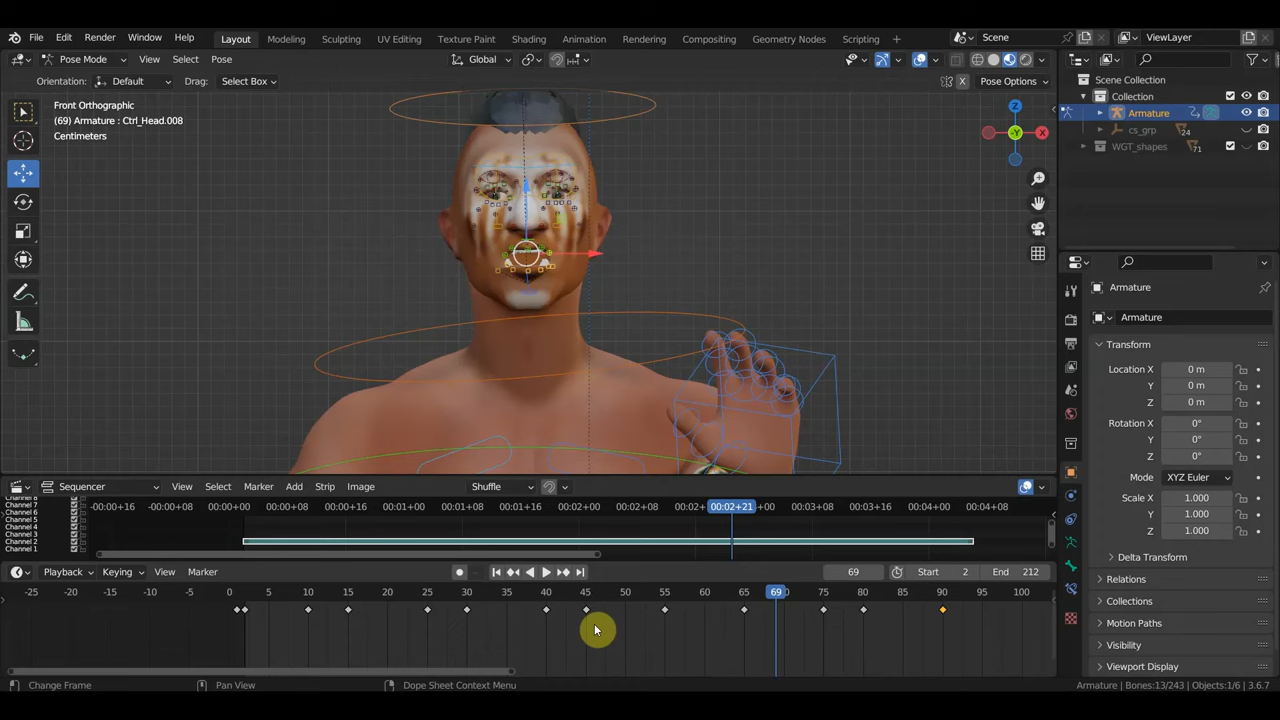 File Edit Render Window Help Layout Modeling Sculpting UV Editing Texture Paint Shading Animation Rendering Compositing Geometry Nodes Scripting + Scene ViewLayer
Pose Mode View Select Pose Global
Orientation: Default Drag: Select Box X Pose Options
Front Orthographic
(69) Armature : Ctrl_Head.008
Centimeters
Z
X
-Y
Scene Collection
Collection
Armature
cs_grp 24
WGT_shapes 71
Armature
Armature
Transform
Location X 0 m
Y 0 m
Z 0 m
Rotation X 0°
Y 0°
Z 0°
Mode XYZ Euler
Scale X 1.000
Y 1.000
Z 1.000
Delta Transform
Relations
Collections
Motion Paths
Visibility
Viewport Display
Sequencer View Select Marker Add Strip Image Shuffle
Channel 7
Channel 6
Channel 5
Channel 4
Channel 3
Channel 2
Channel 1
-00:00+16 -00:00+08 00:00+00 00:00+08 00:00+16 00:01+00 00:01+08 00:01+16 00:02+00 00:02+08 00:02+ 00:02+21 +00 00:03+08 00:03+16 00:04+00 00:04+08
Playback Keying View Marker 69 Start 2 End 212
-25 -20 -15 -10 -5 0 5 10 15 20 25 30 35 40 45 50 55 60 65 69 75 80 85 90 95 100
Change Frame Pan View Dope Sheet Context Menu Armature | Bones:13/243 | Objects:1/6 | 3.6.7